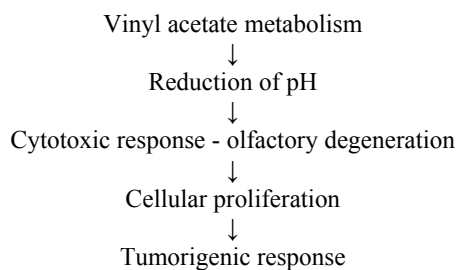 Vinyl acetate metabolism
↓
Reduction of pH
↓
Cytotoxic response - olfactory degeneration
↓
Cellular proliferation
↓
Tumorigenic response